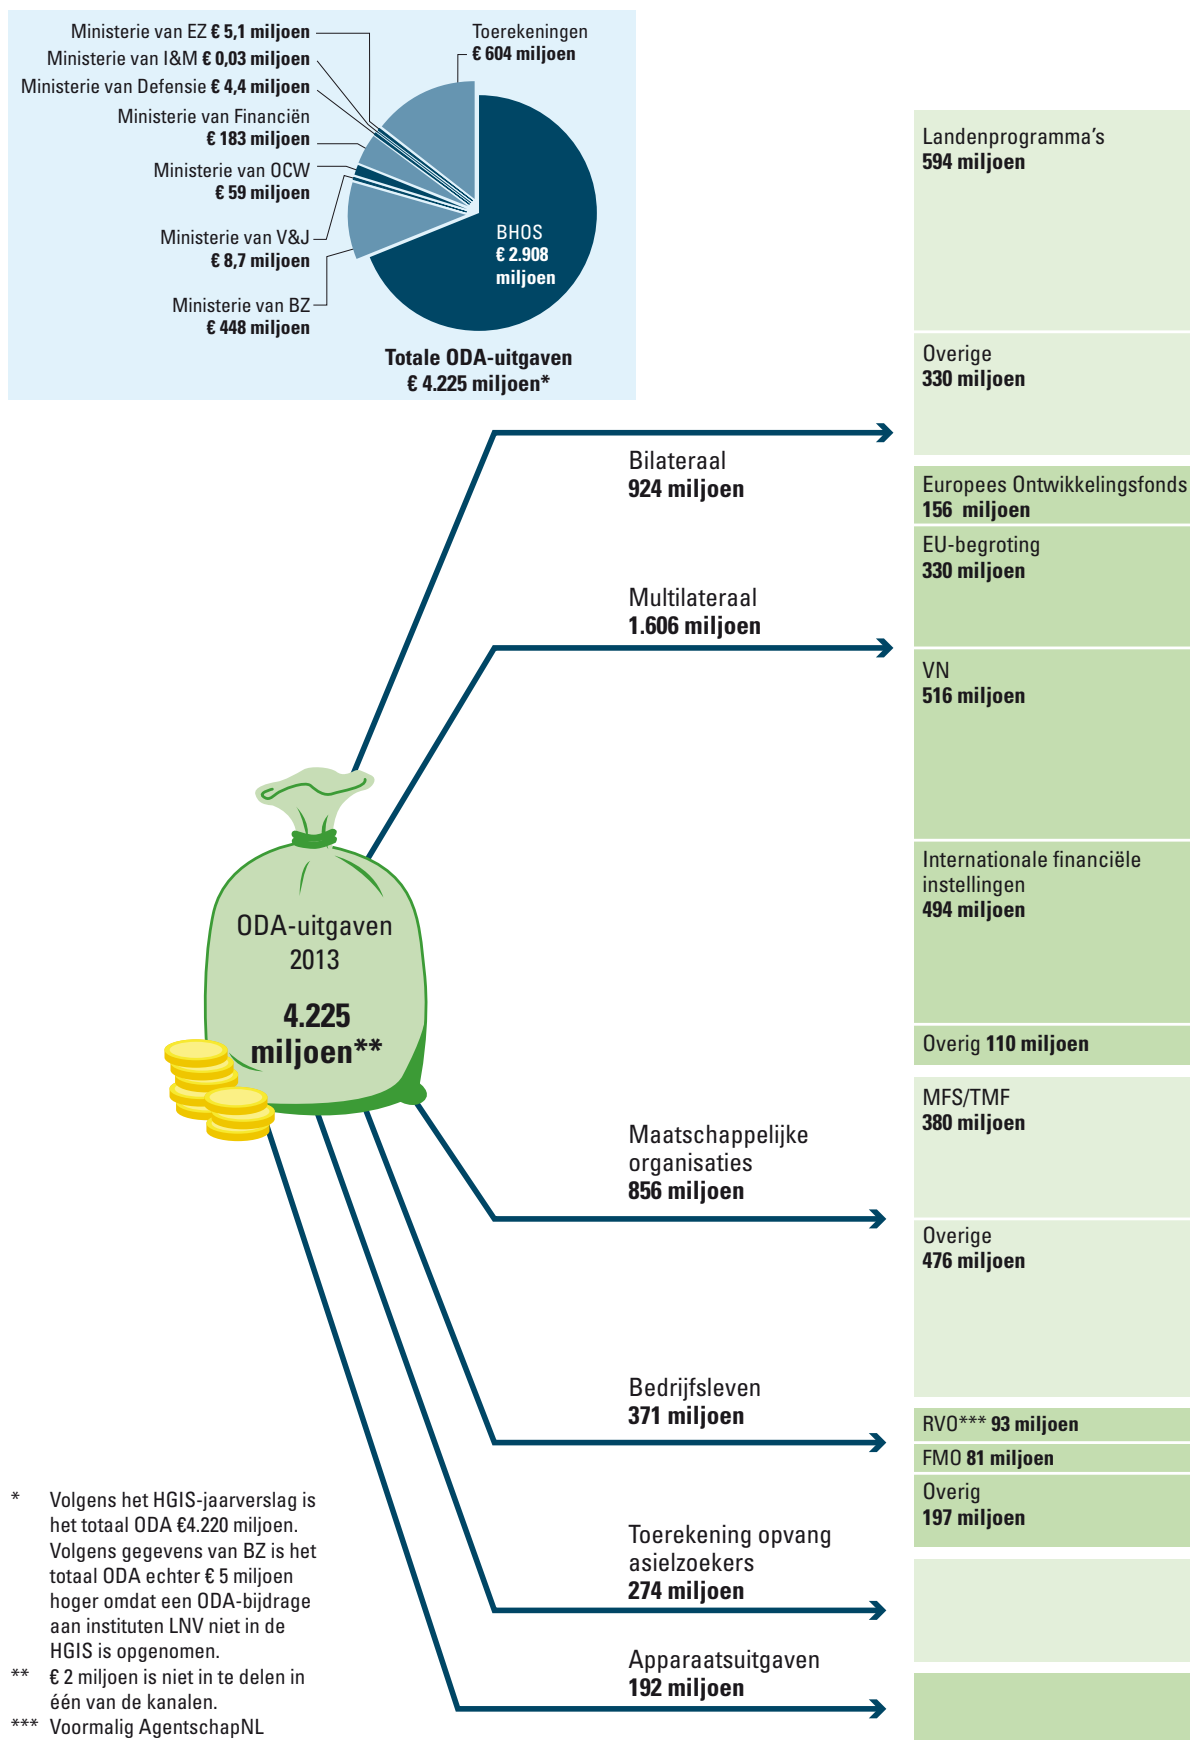 Ministerie van EZ € 5,1 miljoen
Ministerie van I&M € 0,03 miljoen
Ministerie van Defensie € 4,4 miljoen
Ministerie van Financiën
€ 183 miljoen
Ministerie van OCW
€ 59 miljoen
Ministerie van V&J
€ 8,7 miljoen
Ministerie van BZ
€ 448 miljoen
Toerekeningen
€ 604 miljoen
BHOS
€ 2.908
miljoen
Totale ODA-uitgaven
€ 4.225 miljoen*
Landenprogramma's
594 miljoen
Overige
330 miljoen
Bilateraal
924 miljoen
Europees Ontwikkelingsfonds
156 miljoen
EU-begroting
330 miljoen
Multilateraal
1.606 miljoen
VN
516 miljoen
Internationale financiële
instellingen
494 miljoen
Overig 110 miljoen
ODA-uitgaven
2013
4.225
miljoen**
MFS/TMF
380 miljoen
Maatschappelijke
organisaties
856 miljoen
Overige
476 miljoen
Bedrijfsleven
371 miljoen
RVO*** 93 miljoen
FMO 81 miljoen
Overig
197 miljoen
Toerekening opvang
asielzoekers
274 miljoen
Apparaatsuitgaven
192 miljoen
* Volgens het HGIS-jaarverslag is
het totaal ODA €4.220 miljoen.
Volgens gegevens van BZ is het
totaal ODA echter € 5 miljoen
hoger omdat een ODA-bijdrage
aan instituten LNV niet in de
HGIS is opgenomen.
** € 2 miljoen is niet in te delen in
één van de kanalen.
*** Voormalig AgentschapNL